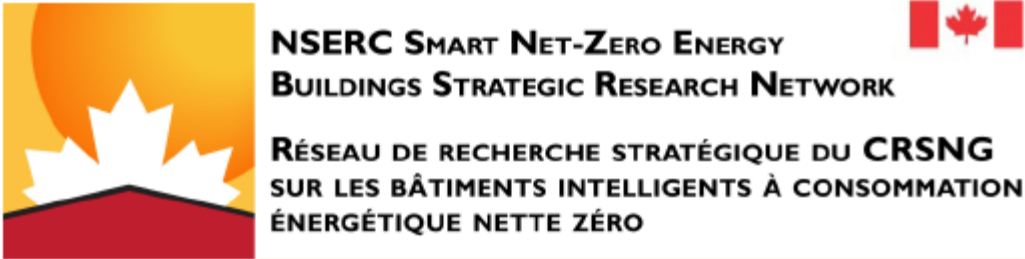 NSERC SMART NET-ZERO ENERGY
BUILDINGS STRATEGIC RESEARCH NETWORK
RÉSEAU DE RECHERCHE STRATÉGIQUE DU CRSNG
SUR LES BÂTIMENTS INTELLIGENTS À CONSOMMATION
ÉNERGÉTIQUE NETTE ZÉRO